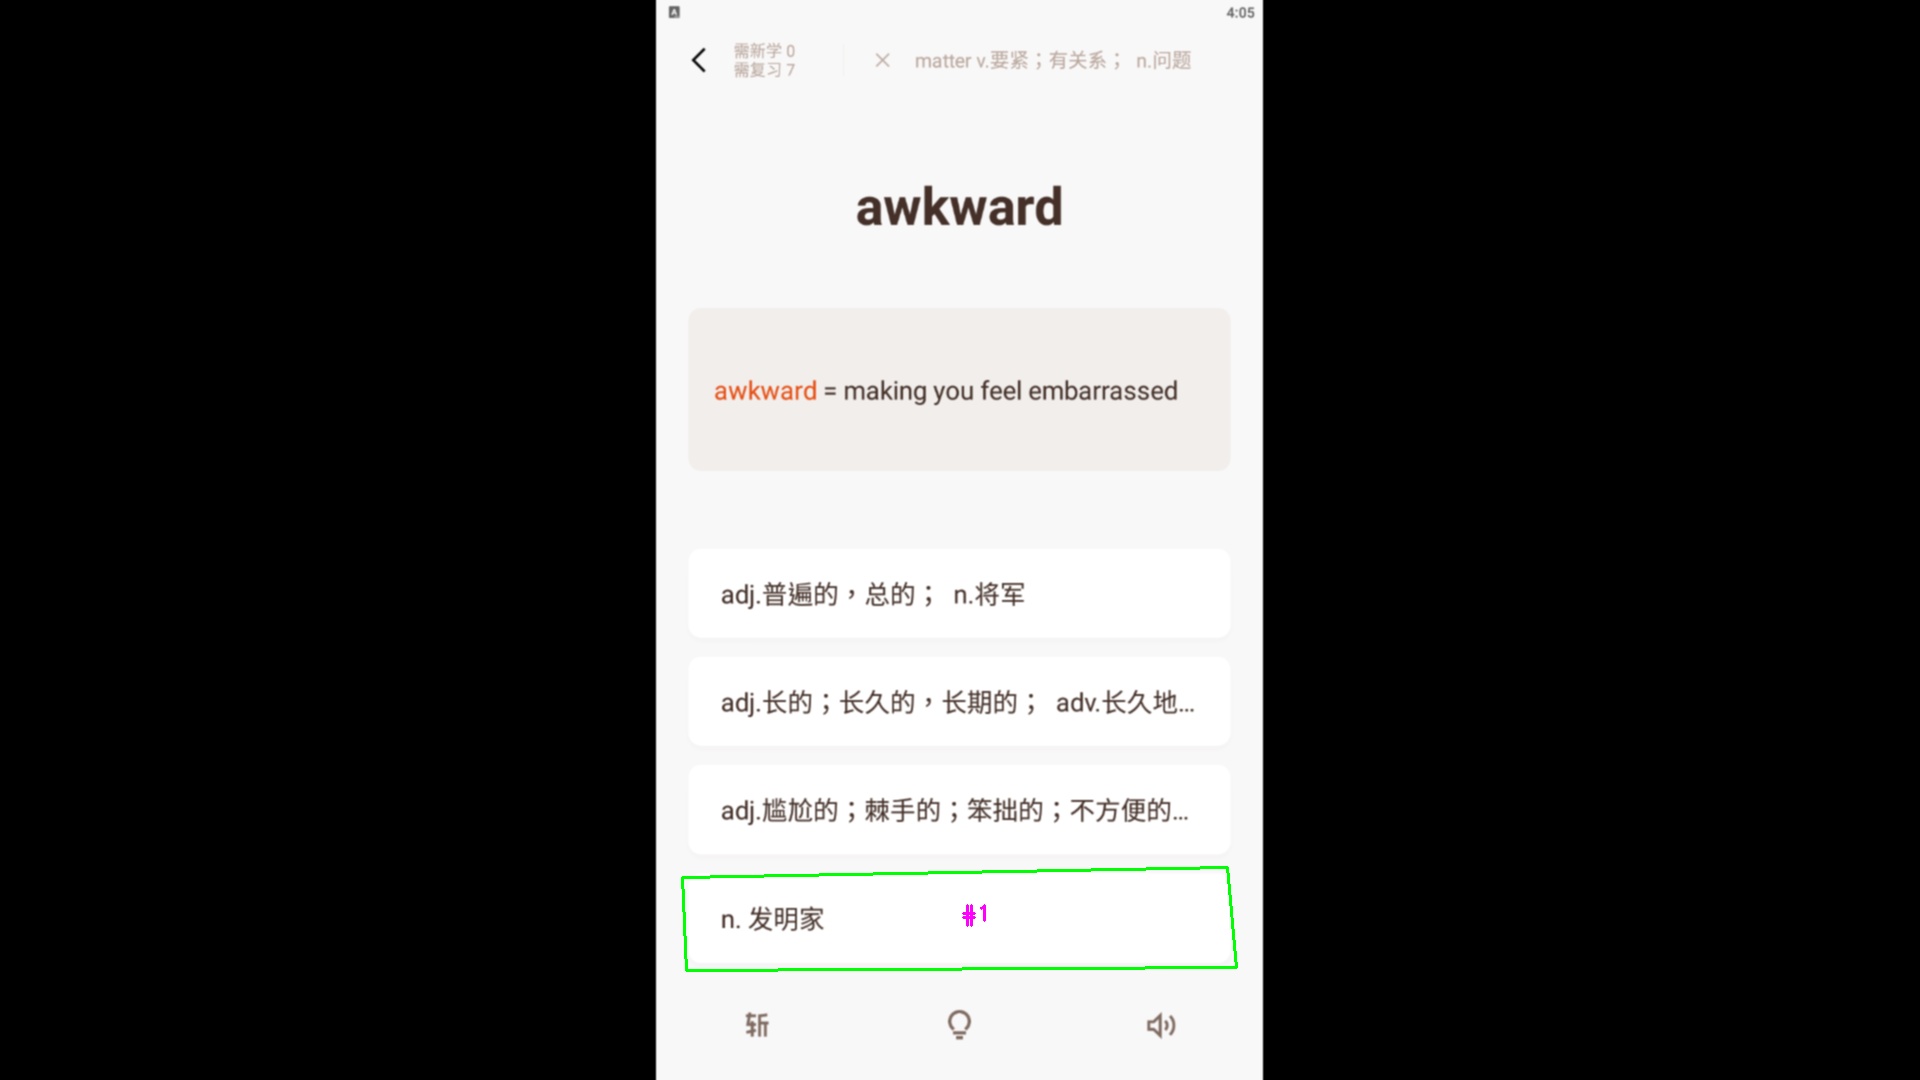 4:05
需新学 0
需复习 7
matter v.要紧；有关系； n.问题
awkward
awkward = making you feel embarrassed
adj.普遍的，总的； n.将军
adj.长的；长久的，长期的； adv.长久地...
adj.尴尬的；棘手的；笨拙的；不方便的...
n. 发明家
#1
斩